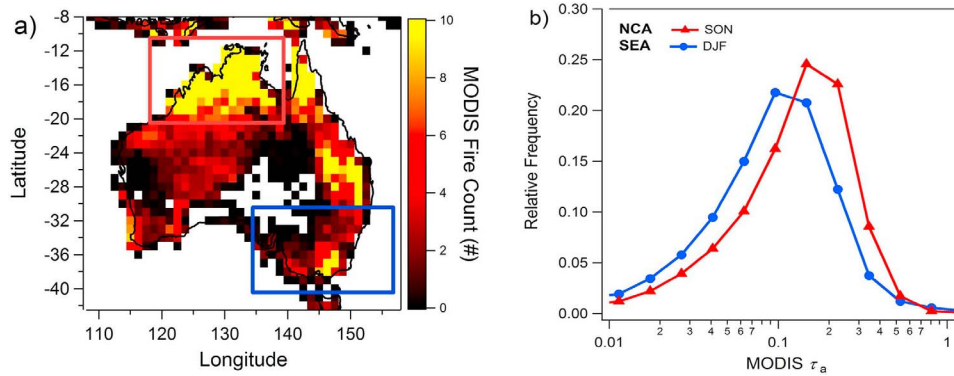 a)
-8
-12
-16
-20
-24
-28
-32
-36
-40
Latitude
110 120 130 140 150
Longitude
10
8
6
4
2
0
MODIS Fire Count (#)
b)
NCA SON
SEA DJF
0.30
0.25
0.20
0.15
0.10
0.05
0.00
Relative Frequency
0.01 2 3 4 5 6 7 0.1 2 3 4 5 6 7 1
MODIS τa